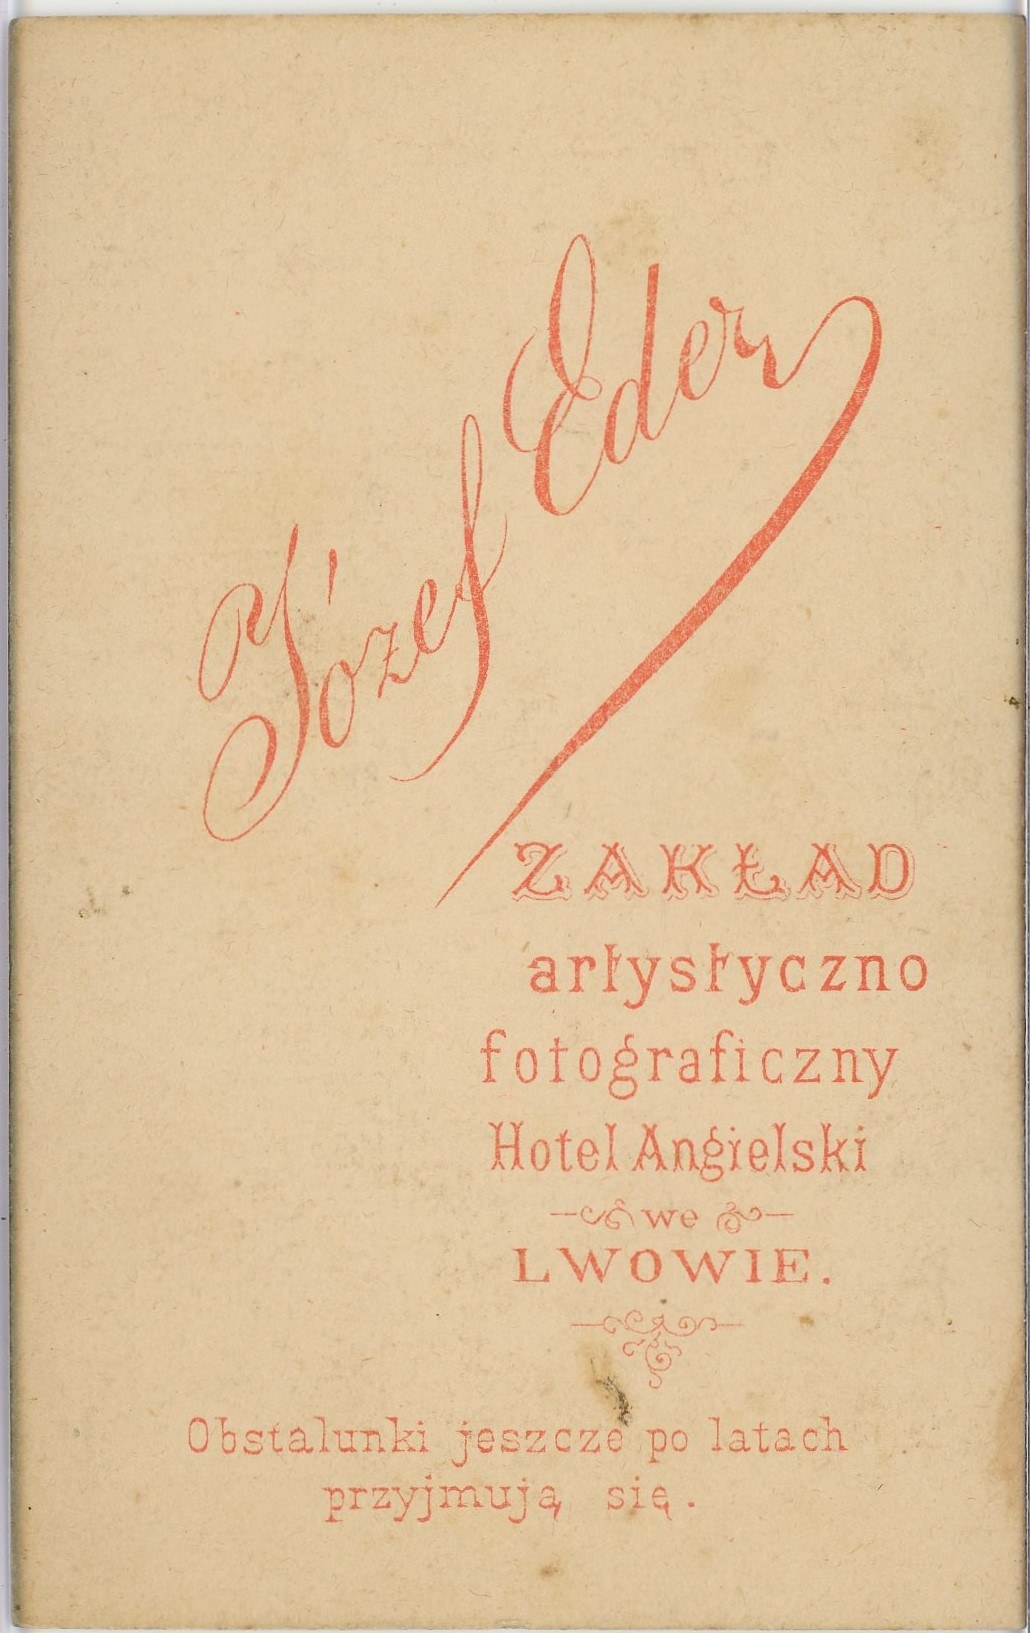 Józef Eder
ZAKŁAD
artystyczno
fotograficzny
Hotel Angielski
we
LWOWIE.
Obstalunki jeszcze po latach
przyjmują się.